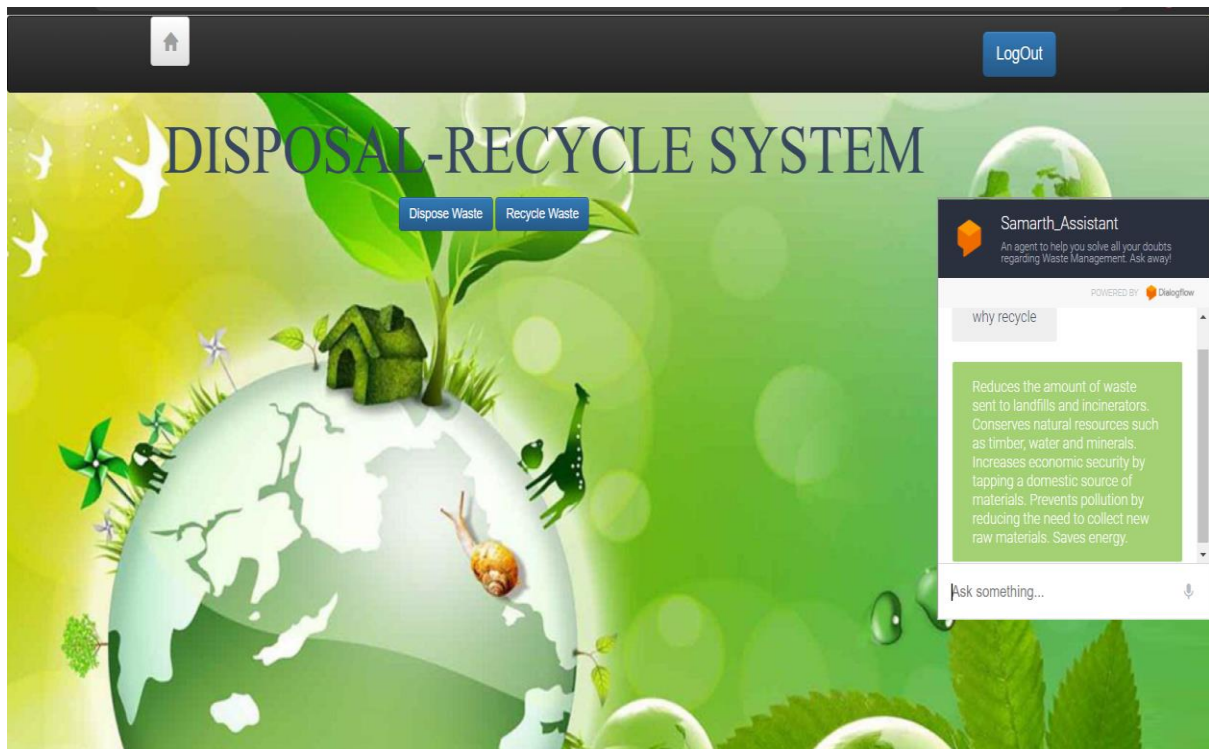 LogOut
DISPOSAL-RECYCLE SYSTEM
Dispose Waste Recycle Waste
Samarth_Assistant
An agent to help you solve all your doubts
regarding Waste Management. Ask away!
POWERED BY Dialogflow
why recycle
Reduces the amount of waste
sent to landfills and incinerators.
Conserves natural resources such
as timber, water and minerals.
Increases economic security by
tapping a domestic source of
materials. Prevents pollution by
reducing the need to collect new
raw materials. Saves energy.
Ask something...